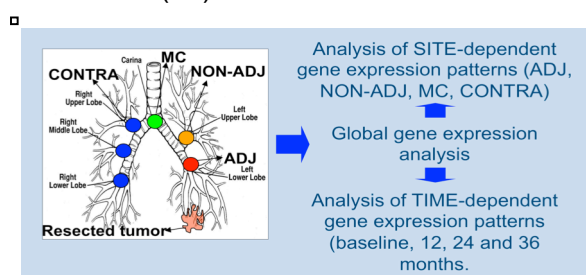 Carina
MC
CONTRA
NON-ADJ
Right
Upper Lobe
Left
Upper Lobe
Right
Middle Lobe
ADJ
Left
Lower Lobe
Right
Lower Lobe
Resected tumor
Analysis of SITE-dependent
gene expression patterns (ADJ,
NON-ADJ, MC, CONTRA)
Global gene expression
analysis
Analysis of TIME-dependent
gene expression patterns
(baseline, 12, 24 and 36
months.